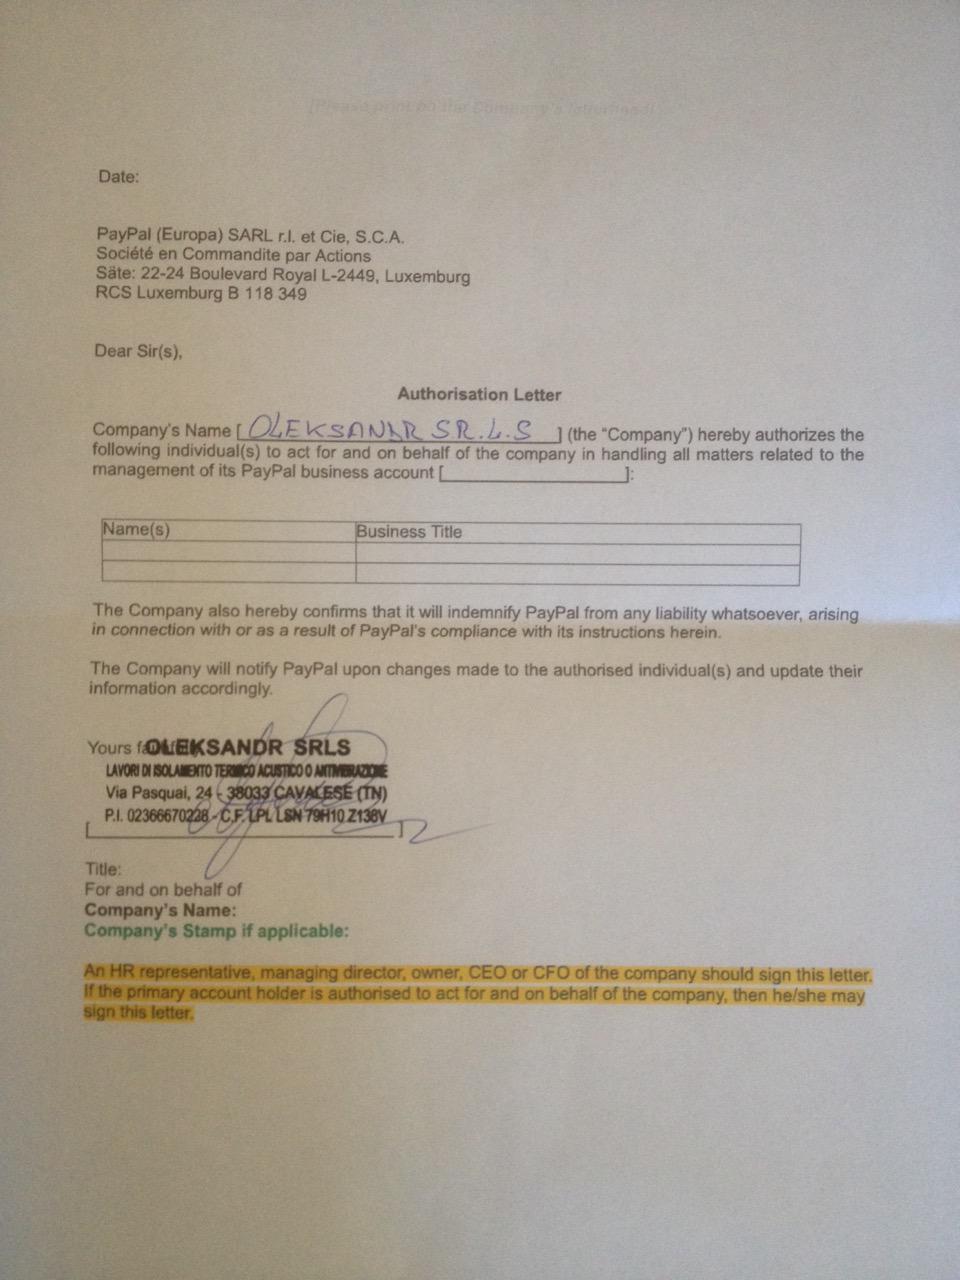 [Please print on the Company's letterhead]
Date:
PayPal (Europa) SARL r.l. et Cie, S.C.A.
Société en Commandite par Actions
Säte: 22-24 Boulevard Royal L-2449, Luxemburg
RCS Luxemburg B 118 349
Dear Sir(s),
Authorisation Letter
Company's Name [ OLEKSANDR SR.L.S ] (the "Company") hereby authorizes the
following individual(s) to act for and on behalf of the company in handling all matters related to the
management of its PayPal business account [ ]:
Name(s) Business Title
The Company also hereby confirms that it will indemnify PayPal from any liability whatsoever, arising
in connection with or as a result of PayPal's compliance with its instructions herein.
The Company will notify PayPal upon changes made to the authorised individual(s) and update their
information accordingly.
Yours
OLEKSANDR SRLS
LAVORI DI ISOLAMENTO TERMICO ACUSTICO O ANTIVIBRAZIONE
Via Pasquai, 24 - 38033 CAVALESE (TN)
P.I. 02366670228 - C.F. LPL LSN 79H10 Z138V
[ ]
Title:
For and on behalf of
Company's Name:
Company's Stamp if applicable:
An HR representative, managing director, owner, CEO or CFO of the company should sign this letter.
If the primary account holder is authorised to act for and on behalf of the company, then he/she may
sign this letter.